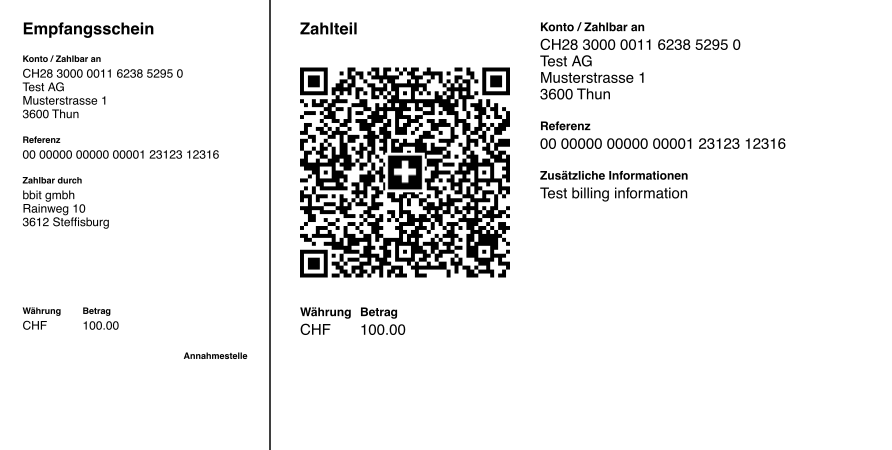 Empfangsschein
Konto / Zahlbar an
CH28 3000 0011 6238 5295 0
Test AG
Musterstrasse 1
3600 Thun
Referenz
00 00000 00000 00001 23123 12316
Zahlbar durch
bbit gmbh
Rainweg 10
3612 Steffisburg
Währung Betrag
CHF 100.00
Annahmestelle
Zahlteil
Währung Betrag
CHF 100.00
Konto / Zahlbar an
CH28 3000 0011 6238 5295 0
Test AG
Musterstrasse 1
3600 Thun
Referenz
00 00000 00000 00001 23123 12316
Zusätzliche Informationen
Test billing information